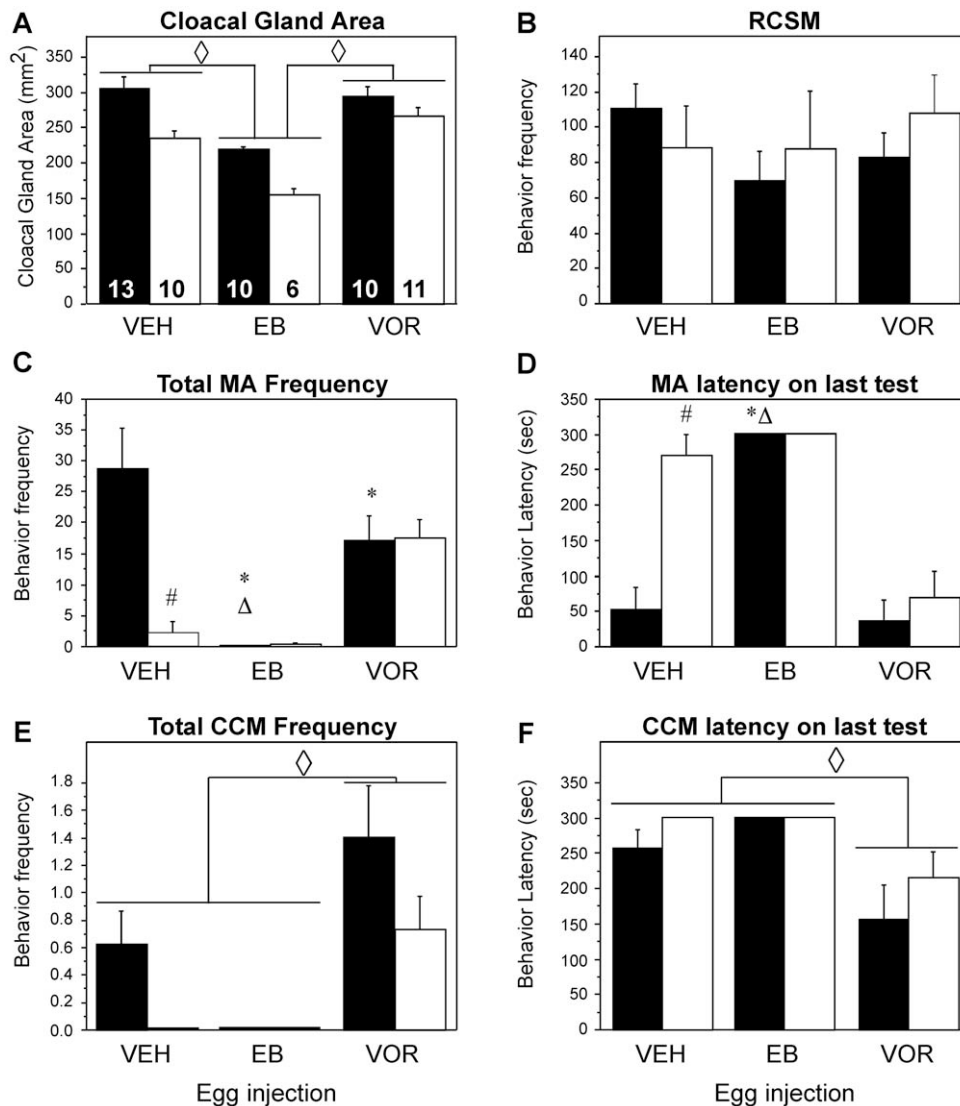 A
Cloacal Gland Area
Cloacal Gland Area (mm²)
350
300
250
200
150
100
50
0
◊
◊
13
10
10
6
10
11
VEH
EB
VOR
B
RCSM
Behavior frequency
140
120
100
80
60
40
20
0
VEH
EB
VOR
C
Total MA Frequency
Behavior frequency
40
35
30
25
20
15
10
5
0
#
*
Δ
*
VEH
EB
VOR
D
MA latency on last test
Behavior Latency (sec)
350
300
250
200
150
100
50
0
#
*Δ
VEH
EB
VOR
E
Total CCM Frequency
Behavior frequency
1.8
1.6
1.4
1.2
1.0
0.8
0.6
0.4
0.2
0.0
◊
VEH
EB
VOR
Egg injection
F
CCM latency on last test
Behavior Latency (sec)
350
300
250
200
150
100
50
0
◊
VEH
EB
VOR
Egg injection